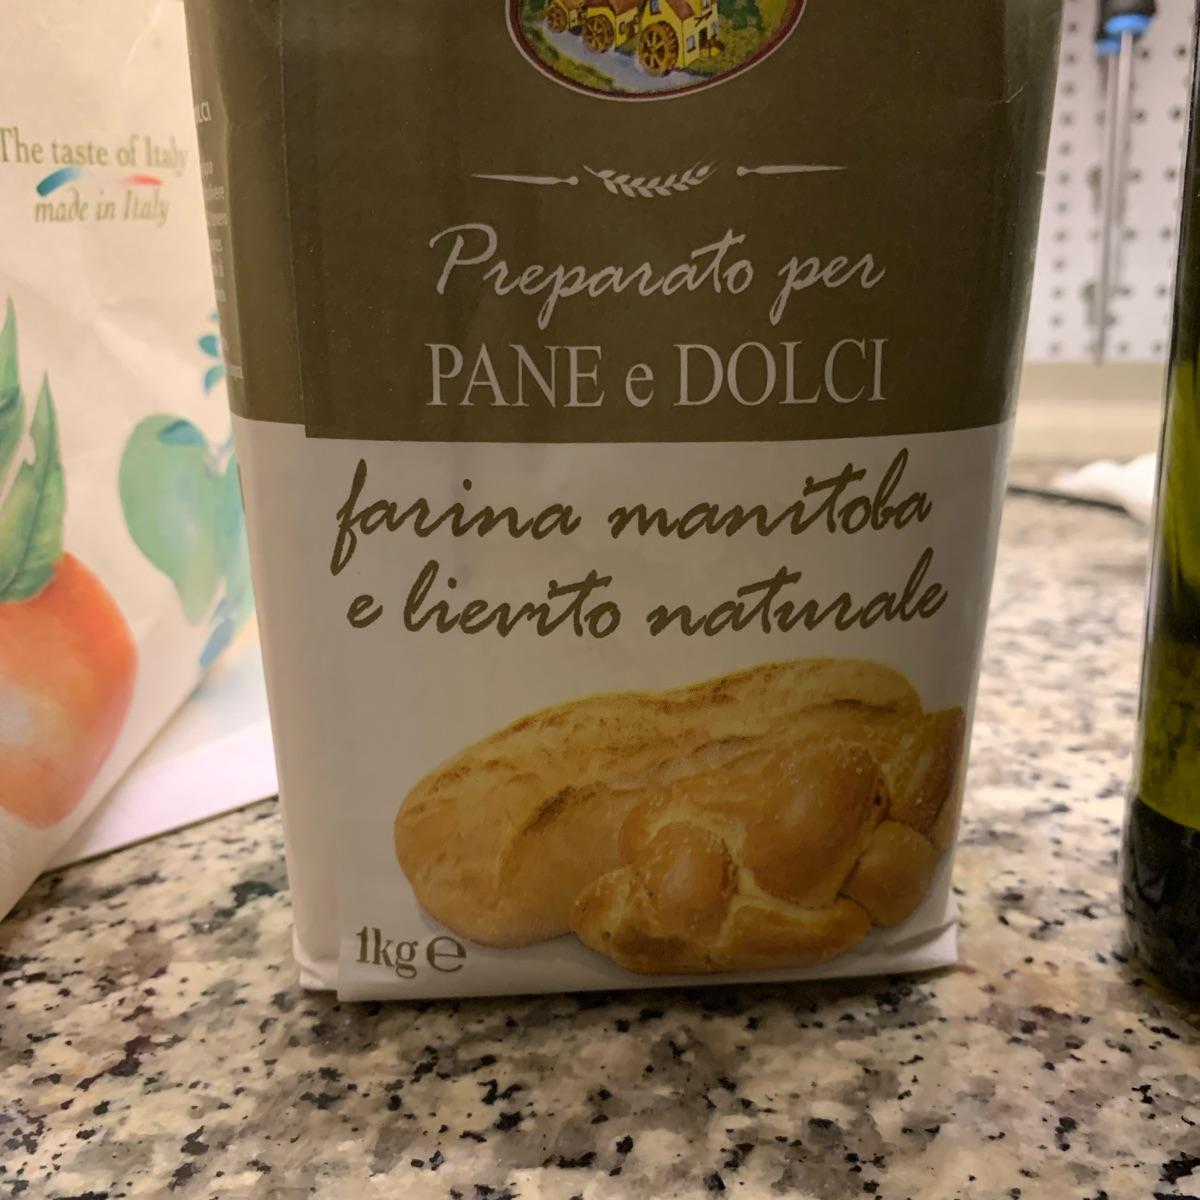 The taste of Italy
made in Italy
Preparato per
PANE e DOLCI
farina manitoba
e lievito naturale
1kg e